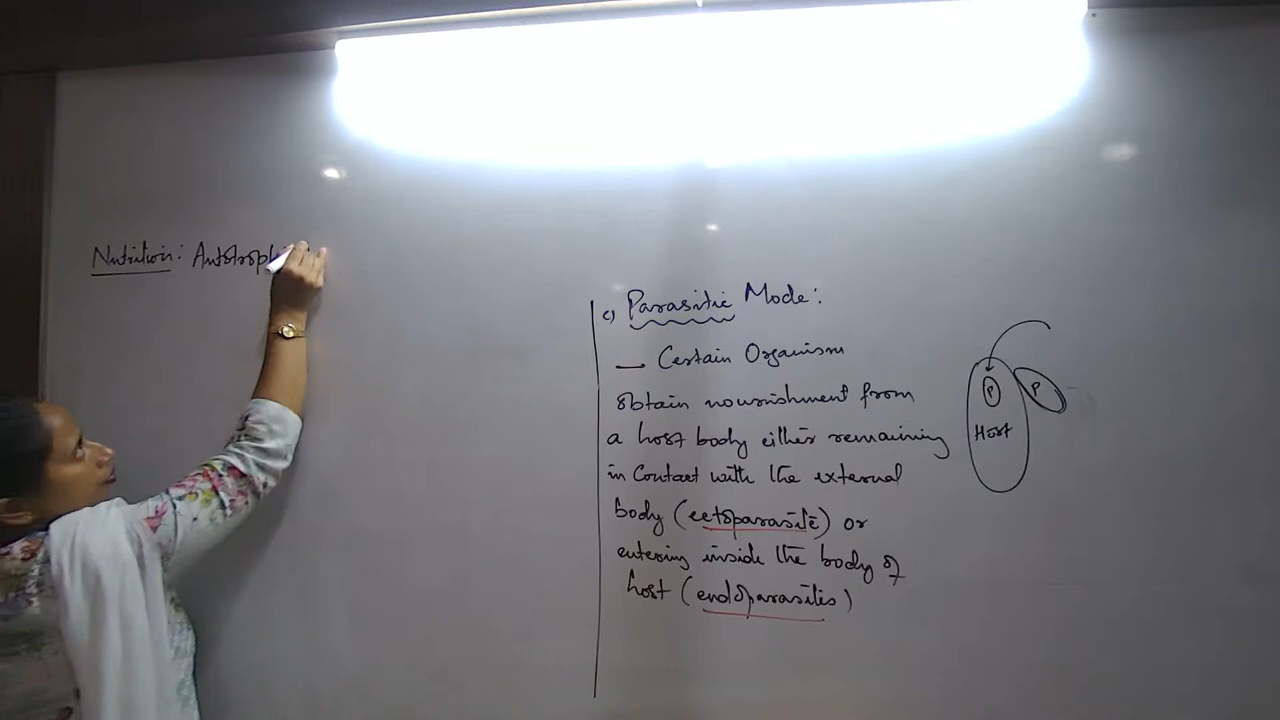 Nutrition: Autotrophi
c) Parasitic Mode:
— Certain Organism
obtain nourishment from
a host body either remaining
in Contact with the external
body (ectoparasite) or
entering inside the body of
host (endoparasites)
P
P
Host